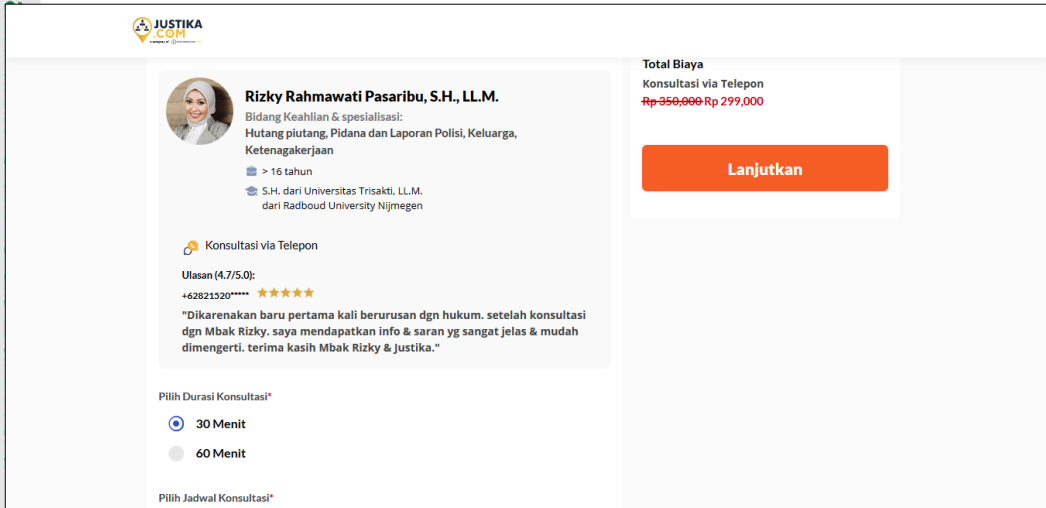 JUSTIKA
.COM
Rizky Rahmawati Pasaribu, S.H., LL.M.
Bidang Keahlian & spesialisasi:
Hutang piutang, Pidana dan Laporan Polisi, Keluarga,
Ketenagakerjaan
> 16 tahun
S.H. dari Universitas Trisakti, LL.M.
dari Radboud University Nijmegen
Konsultasi via Telepon
Ulasan (4.7/5.0):
+62821520*****
"Dikarenakan baru pertama kali berurusan dgn hukum. setelah konsultasi
dgn Mbak Rizky. saya mendapatkan info & saran yg sangat jelas & mudah
dimengerti. terima kasih Mbak Rizky & Justika."
Pilih Durasi Konsultasi*
30 Menit
60 Menit
Pilih Jadwal Konsultasi*
Total Biaya
Konsultasi via Telepon
Rp 350,000 Rp 299,000
Lanjutkan